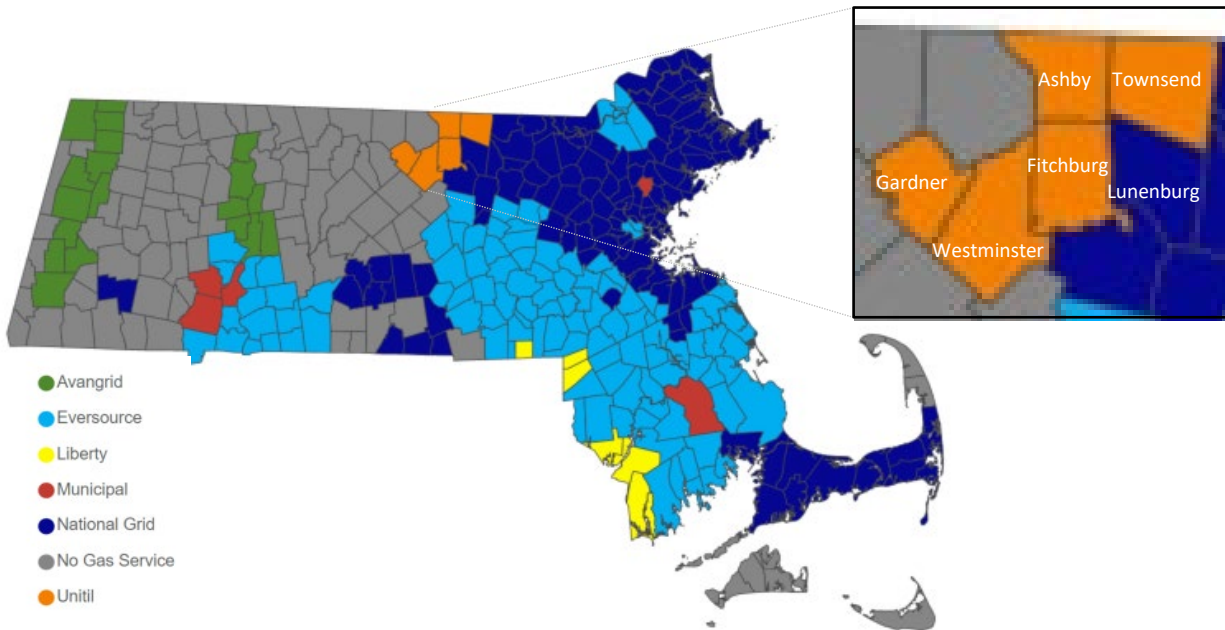 Ashby
Townsend
Fitchburg
Gardner
Lunenburg
Westminster
Avangrid
Eversource
Liberty
Municipal
National Grid
No Gas Service
Unitil